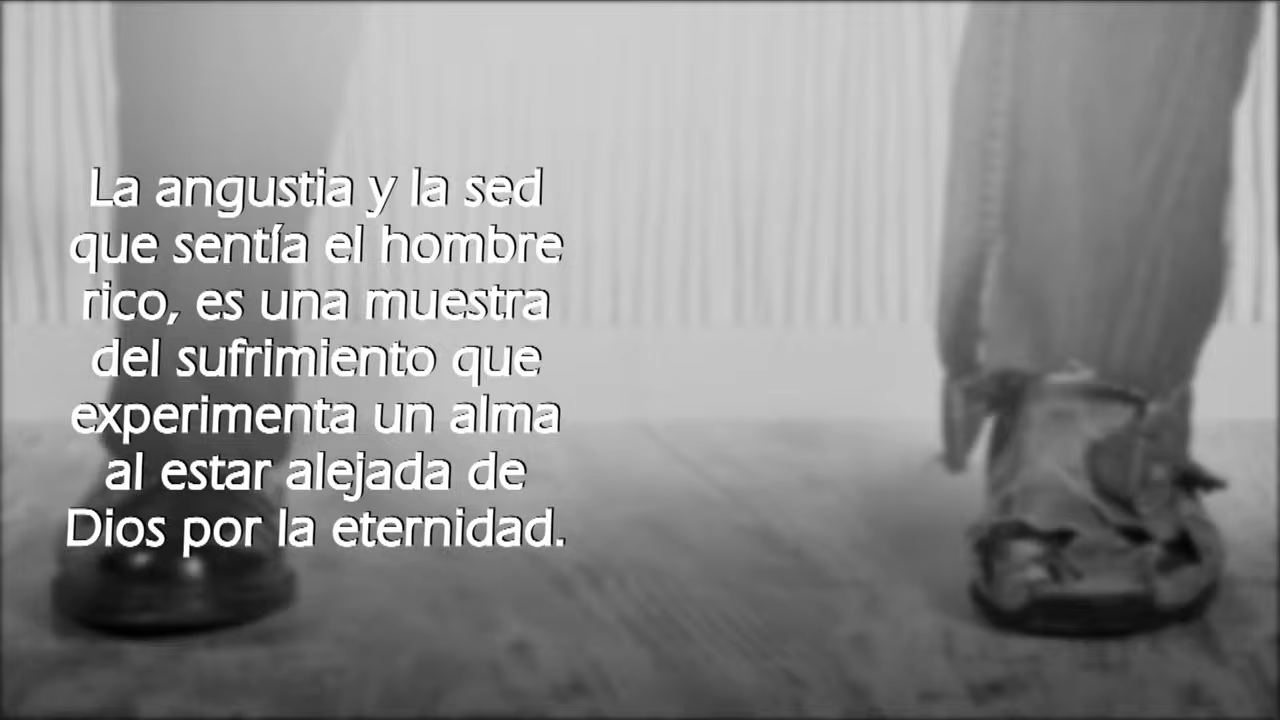 La angustia y la sed
que sentía el hombre
rico, es una muestra
del sufrimiento que
experimenta un alma
al estar alejada de
Dios por la eternidad.